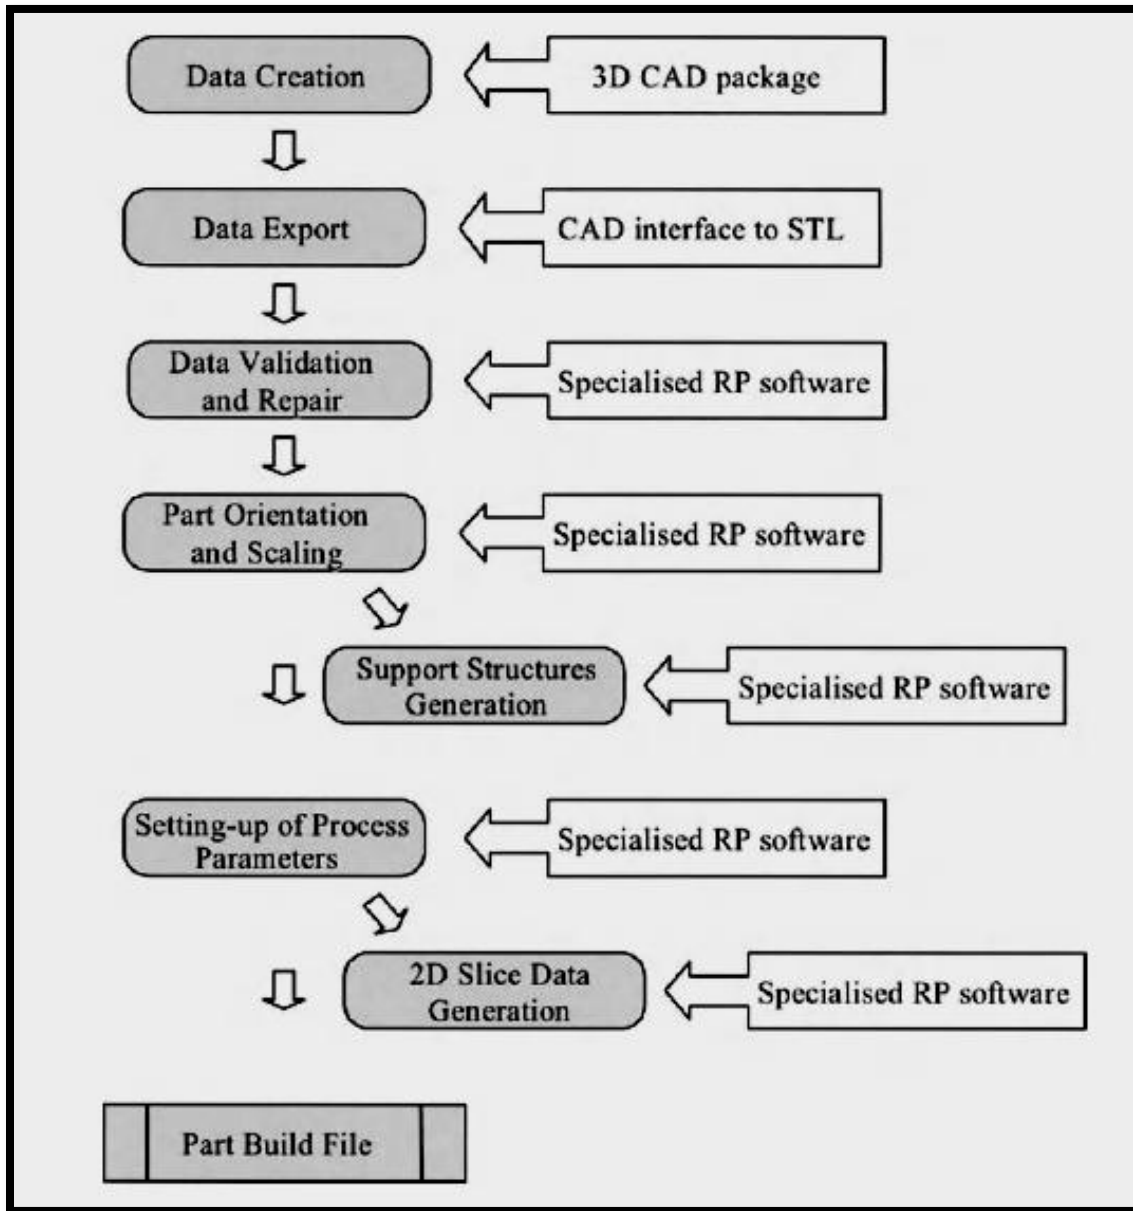 Data Creation
3D CAD package
Data Export
CAD interface to STL
Data Validation
and Repair
Specialised RP software
Part Orientation
and Scaling
Specialised RP software
Support Structures
Generation
Specialised RP software
Setting-up of Process
Parameters
Specialised RP software
2D Slice Data
Generation
Specialised RP software
Part Build File